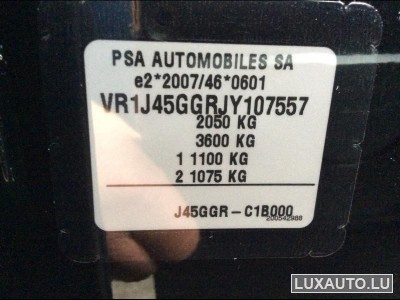 PSA AUTOMOBILES SA
e2*2007/46*0601
VR1J45GGRJY107557
2050 KG
3600 KG
1 1100 KG
2 1075 KG
J45GGR-C1B000
200542988
LUXAUTO.LU